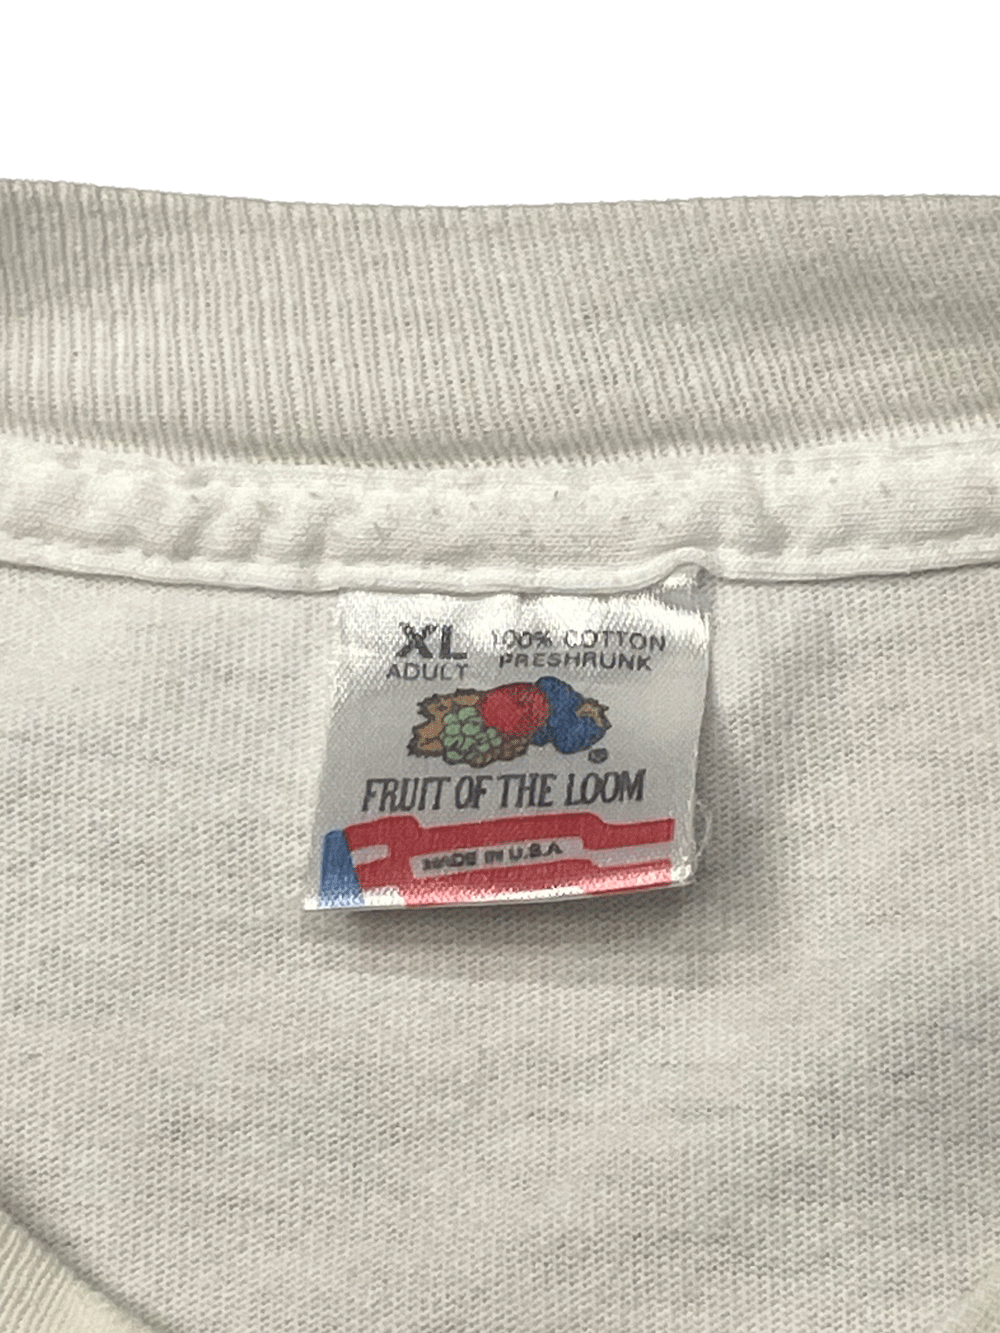 XL 100% COTTON
ADULT PRESHRUNK
®
FRUIT OF THE LOOM
MADE IN U.S.A